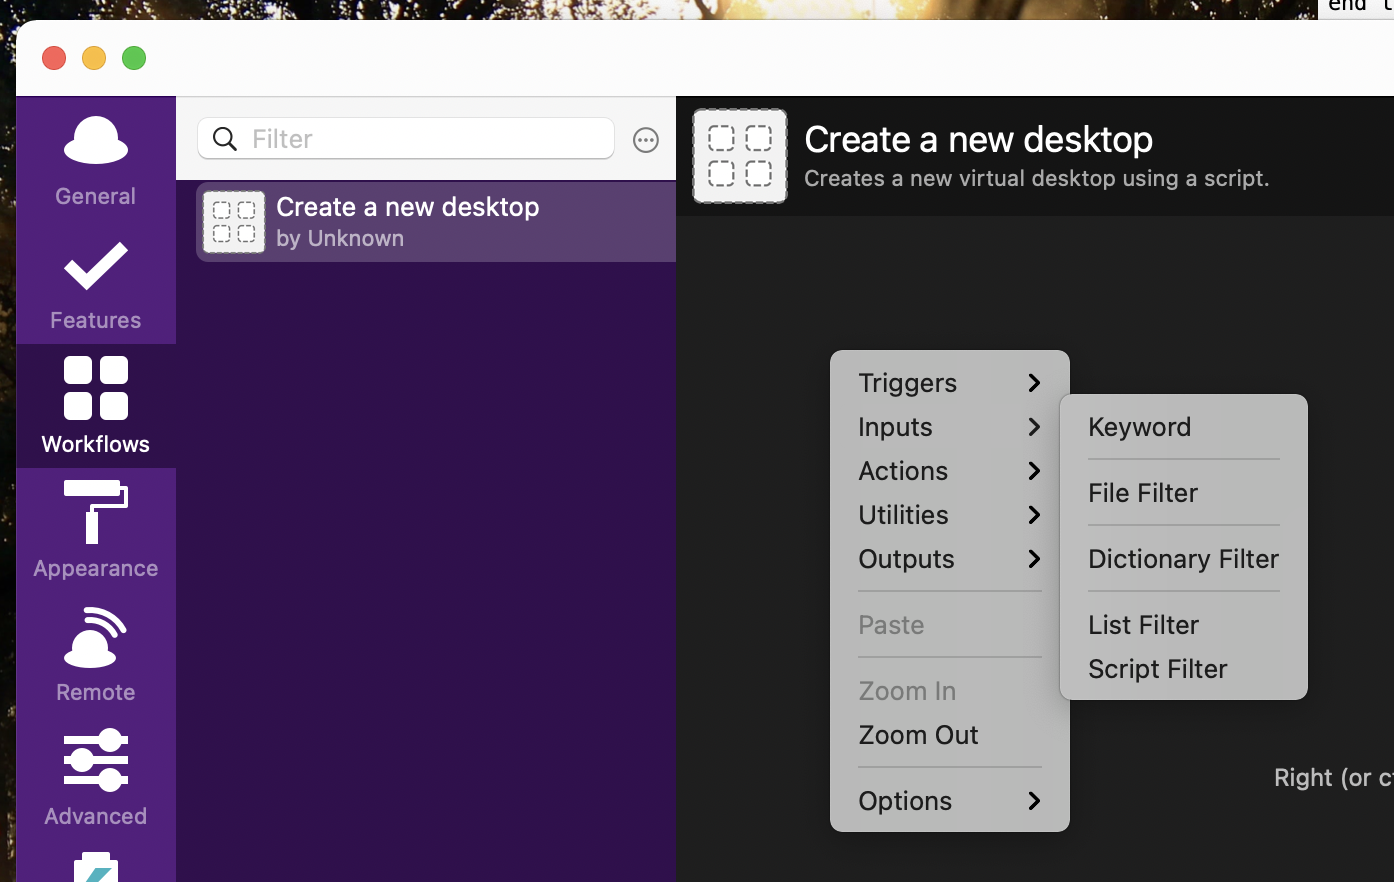 end t
General
Features
Workflows
Appearance
Remote
Advanced
Filter
Create a new desktop
by Unknown
Create a new desktop
Creates a new virtual desktop using a script.
Triggers
Inputs
Actions
Utilities
Outputs
Paste
Zoom In
Zoom Out
Options
Keyword
File Filter
Dictionary Filter
List Filter
Script Filter
Right (or